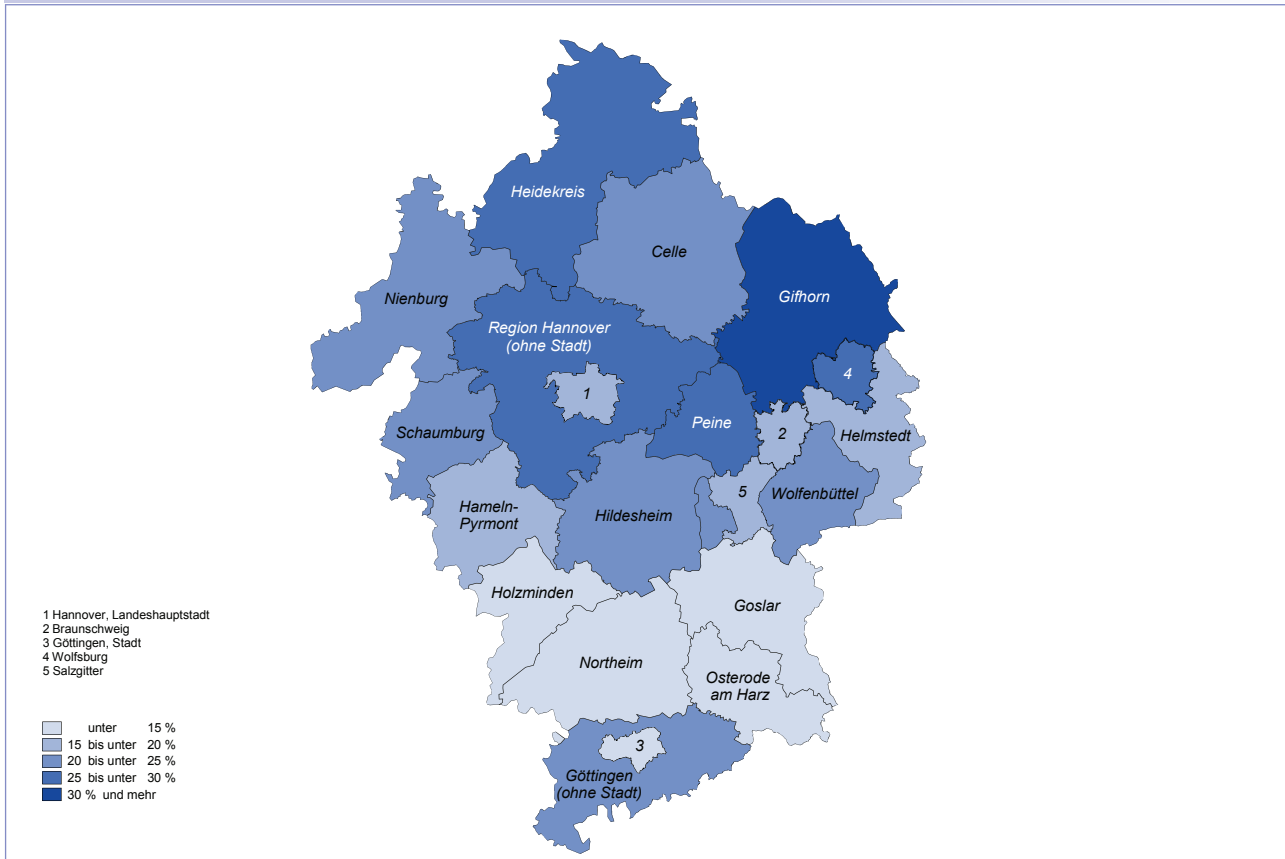 Heidekreis
Celle
Nienburg
Gifhorn
Region Hannover
(ohne Stadt)
4
1
Peine
Schaumburg
2
Helmstedt
5
Wolfenbüttel
Hameln-
Pyrmont
Hildesheim
Holzminden
Goslar
Northeim
Osterode
am Harz
3
Göttingen
(ohne Stadt)
1 Hannover, Landeshauptstadt
2 Braunschweig
3 Göttingen, Stadt
4 Wolfsburg
5 Salzgitter
unter 15 %
15 bis unter 20 %
20 bis unter 25 %
25 bis unter 30 %
30 % und mehr